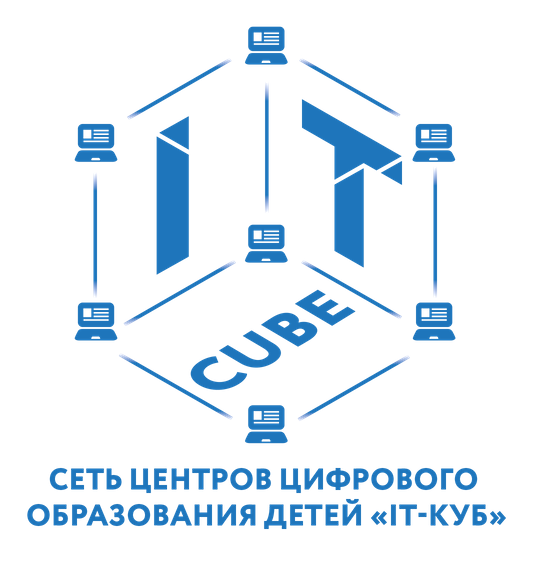 IT
CUBE
СЕТЬ ЦЕНТРОВ ЦИФРОВОГО
ОБРАЗОВАНИЯ ДЕТЕЙ «IT-КУБ»